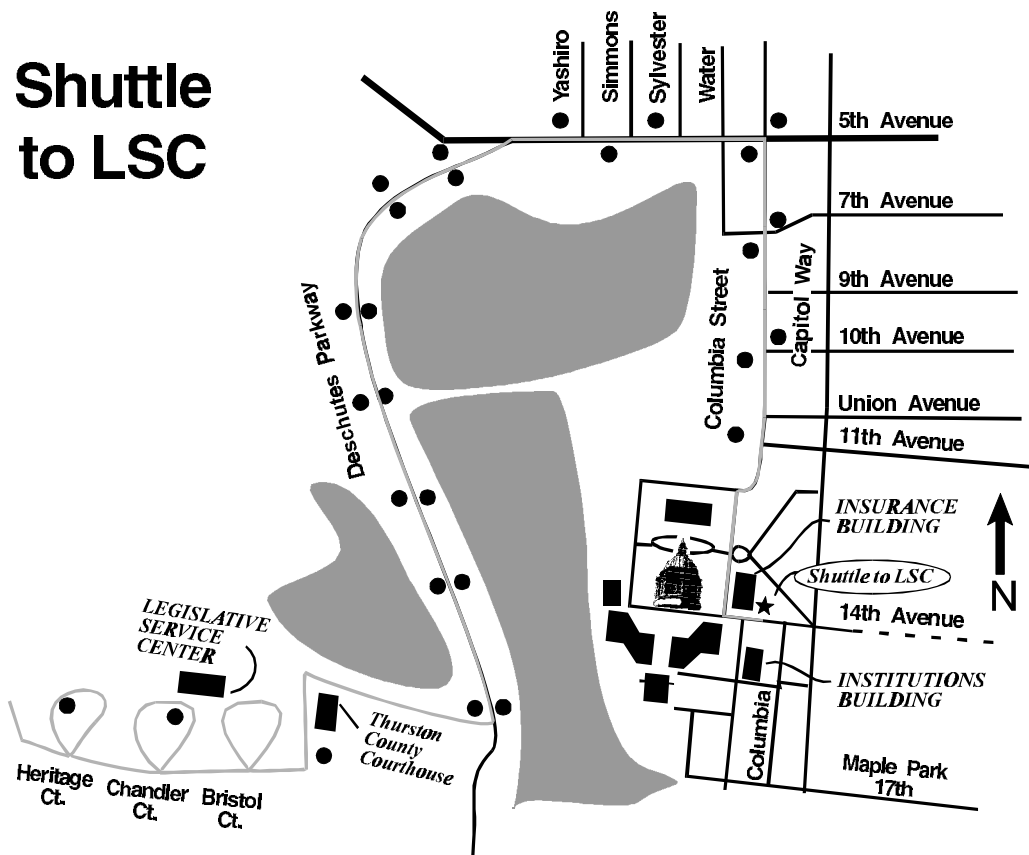 Shuttle
to LSC
Yashiro
Simmons
Sylvester
Water
5th Avenue
7th Avenue
9th Avenue
10th Avenue
Union Avenue
11th Avenue
Capitol Way
Columbia Street
Deschutes Parkway
INSURANCE
BUILDING
Shuttle to LSC
N
14th Avenue
LEGISLATIVE
SERVICE
CENTER
INSTITUTIONS
BUILDING
Thurston
County
Courthouse
Columbia
Maple Park
17th
Heritage
Ct.
Chandler
Ct.
Bristol
Ct.